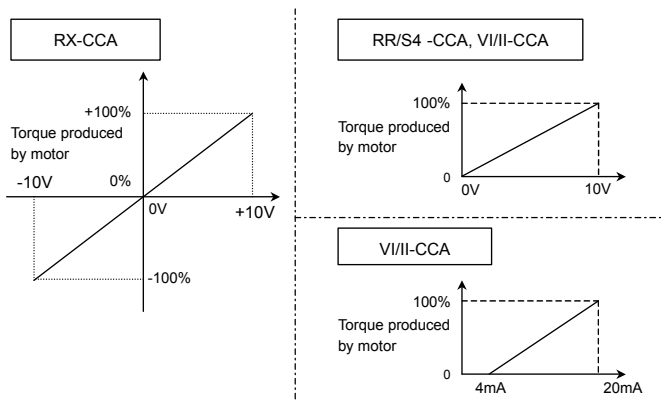 RX-CCA
+100%
Torque produced
by motor
-10V
0%
0V
+10V
-100%
RR/S4 -CCA, VI/II-CCA
100%
Torque produced
by motor
0
0V
10V
VI/II-CCA
100%
Torque produced
by motor
0
4mA
20mA